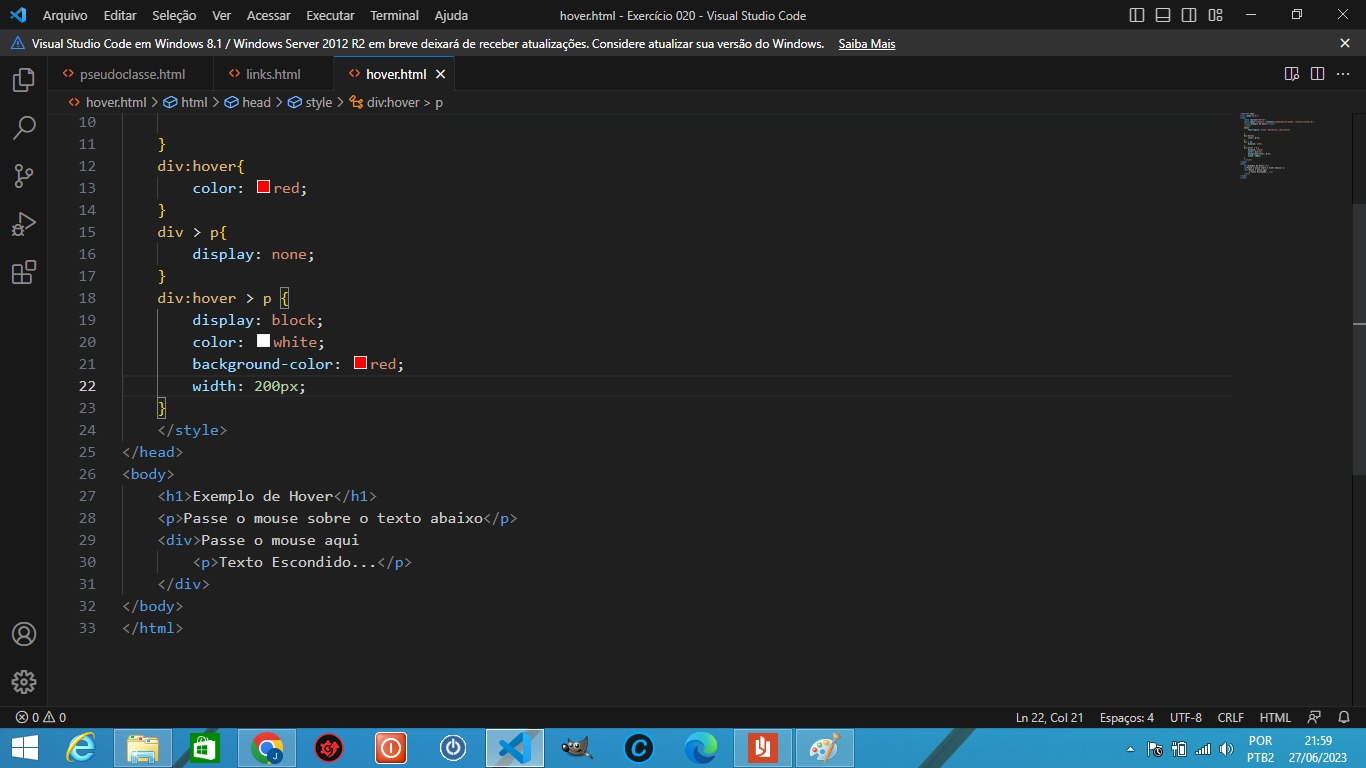 Arquivo Editar Seleção Ver Acessar Executar Terminal Ajuda hover.html - Exercício 020 - Visual Studio Code
Visual Studio Code em Windows 8.1 / Windows Server 2012 R2 em breve deixará de receber atualizações. Considere atualizar sua versão do Windows. Saiba Mais
pseudoclasse.html links.html hover.html
hover.html > html > head > style > div:hover > p
10
11 }
12 div:hover{
13 color: red;
14 }
15 div > p{
16 display: none;
17 }
18 div:hover > p {
19 display: block;
20 color: white;
21 background-color: red;
22 width: 200px;
23 }
24 </style>
25 </head>
26 <body>
27 <h1>Exemplo de Hover</h1>
28 <p>Passe o mouse sobre o texto abaixo</p>
29 <div>Passe o mouse aqui
30 <p>Texto Escondido...</p>
31 </div>
32 </body>
33 </html>
0 0 Ln 22, Col 21 Espaços: 4 UTF-8 CRLF HTML
POR 21:59
PTB2 27/06/2023